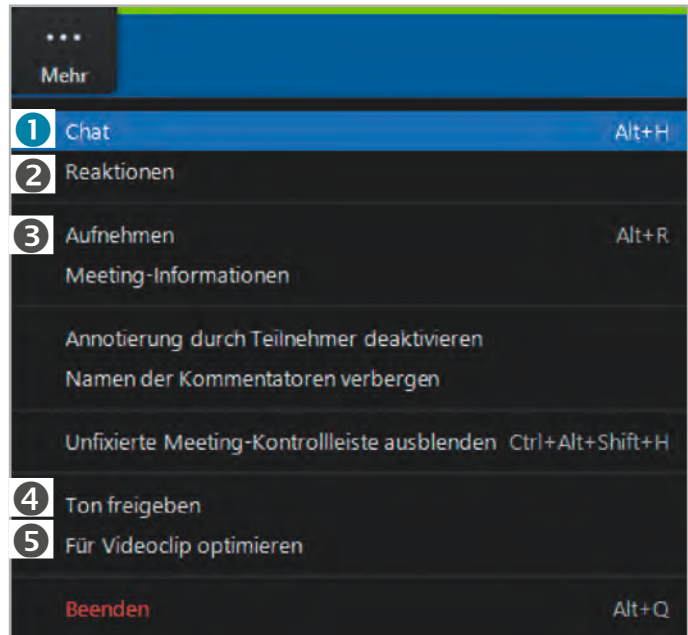 ...
Mehr
1 Chat Alt+H
2 Reaktionen
3 Aufnehmen Alt+R
Meeting-Informationen
Annotierung durch Teilnehmer deaktivieren
Namen der Kommentatoren verbergen
Unfixierte Meeting-Kontrollleiste ausblenden Ctrl+Alt+Shift+H
4 Ton freigeben
5 Für Videoclip optimieren
Beenden Alt+Q